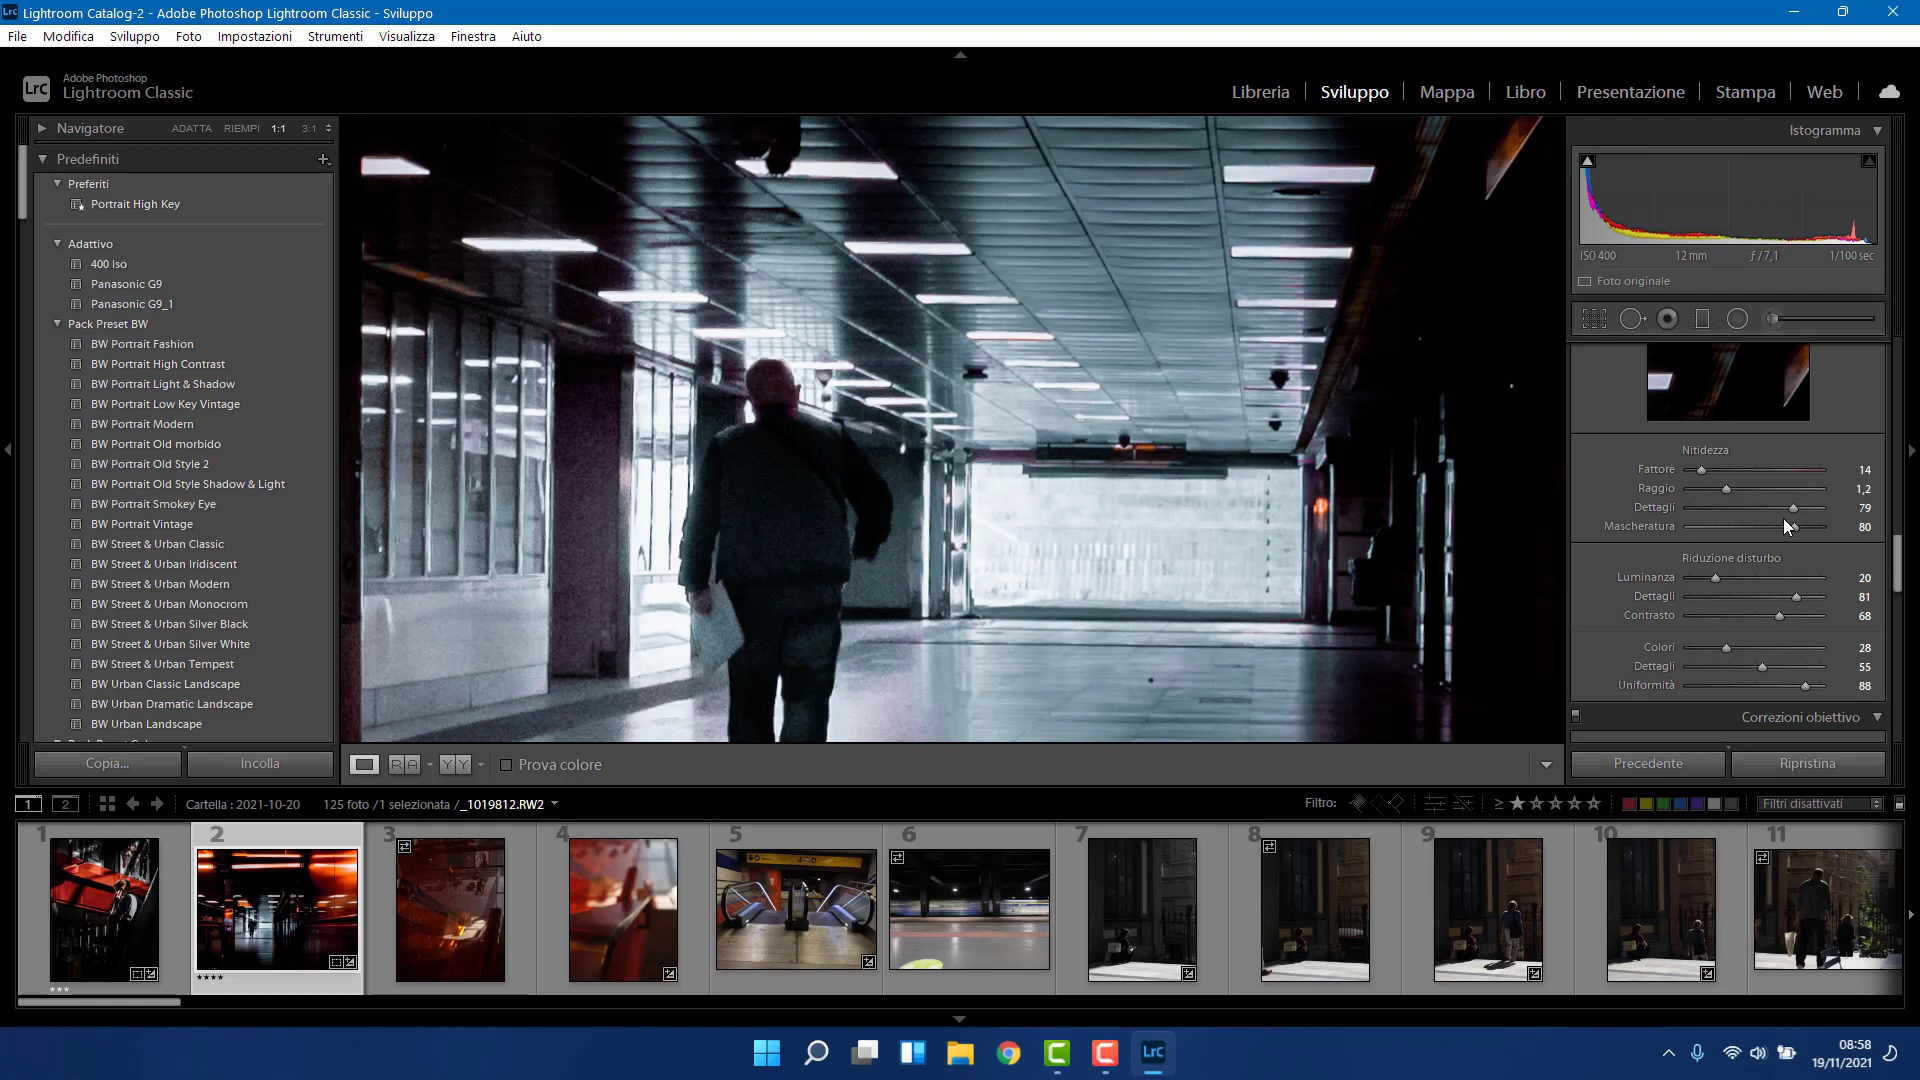 Lrc Lightroom Catalog-2 - Adobe Photoshop Lightroom Classic - Sviluppo
File Modifica Sviluppo Foto Impostazioni Strumenti Visualizza Finestra Aiuto
LrC Adobe Photoshop
Lightroom Classic
Libreria Sviluppo Mappa Libro Presentazione Stampa Web
Navigatore ADATTA RIEMPI 1:1 3:1
Predefiniti
Preferiti
Portrait High Key
Adattivo
400 Iso
Panasonic G9
Panasonic G9_1
Pack Preset BW
BW Portrait Fashion
BW Portrait High Contrast
BW Portrait Light & Shadow
BW Portrait Low Key Vintage
BW Portrait Modern
BW Portrait Old morbido
BW Portrait Old Style 2
BW Portrait Old Style Shadow & Light
BW Portrait Smokey Eye
BW Portrait Vintage
BW Street & Urban Classic
BW Street & Urban Iridiscent
BW Street & Urban Modern
BW Street & Urban Monocrom
BW Street & Urban Silver Black
BW Street & Urban Silver White
BW Street & Urban Tempest
BW Urban Classic Landscape
BW Urban Dramatic Landscape
BW Urban Landscape
Copia... Incolla
R A Y Y Prova colore
Istogramma
ISO 400 12 mm ƒ / 7,1 1/100 sec
Foto originale
Nitidezza
Fattore 14
Raggio 1,2
Dettagli 79
Mascheratura 80
Riduzione disturbo
Luminanza 20
Dettagli 81
Contrasto 68
Colori 28
Dettagli 55
Uniformità 88
Correzioni obiettivo
Precedente Ripristina
1 2 Cartella : 2021-10-20 125 foto / 1 selezionata / _1019812.RW2 Filtro: ≥ Filtri disattivati
1 2 3 4 5 6 7 8 9 10 11
LrC
08:58
19/11/2021